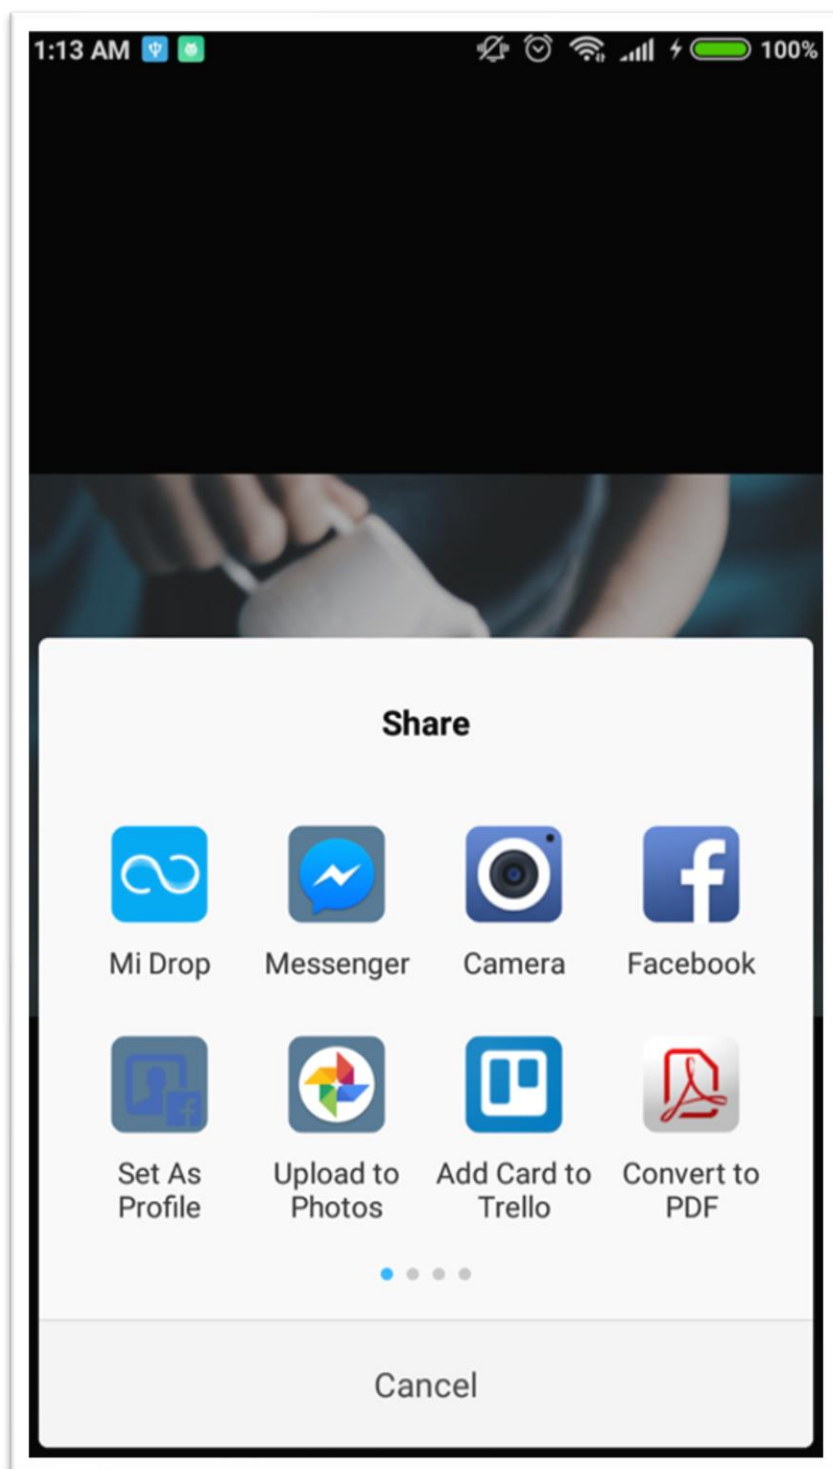 1:13 AM
100%
Share
Mi Drop
Messenger
Camera
Facebook
Set As
Profile
Upload to
Photos
Add Card to
Trello
Convert to
PDF
Cancel